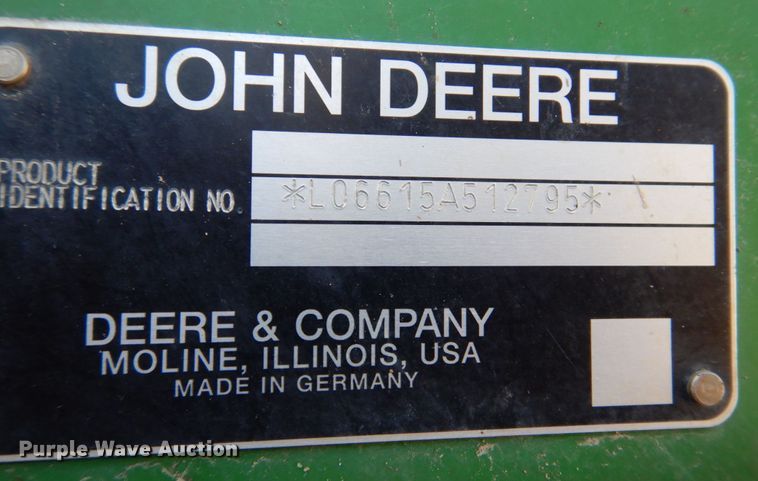 JOHN DEERE
PRODUCT
IDENTIFICATION NO.
*L06615A512795*
DEERE & COMPANY
MOLINE, ILLINOIS, USA
MADE IN GERMANY
Purple Wave Auction